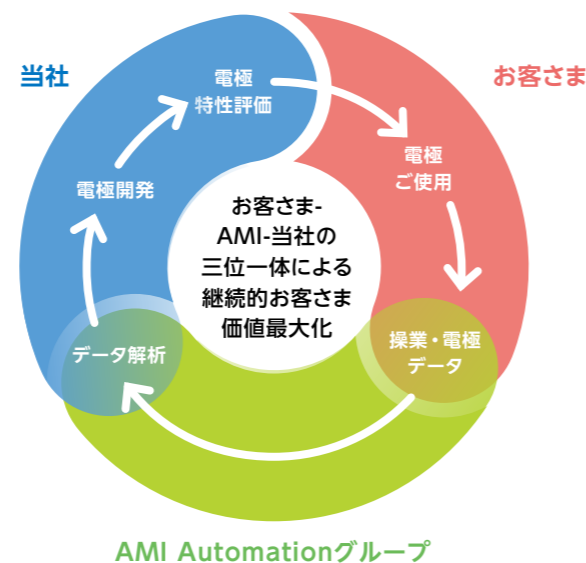 当社
お客さま
電極
特性評価
電極
ご使用
電極開発
お客さま-
AMI-当社の
三位一体による
継続的お客さま
価値最大化
操業・電極
データ
データ解析
AMI Automationグループ